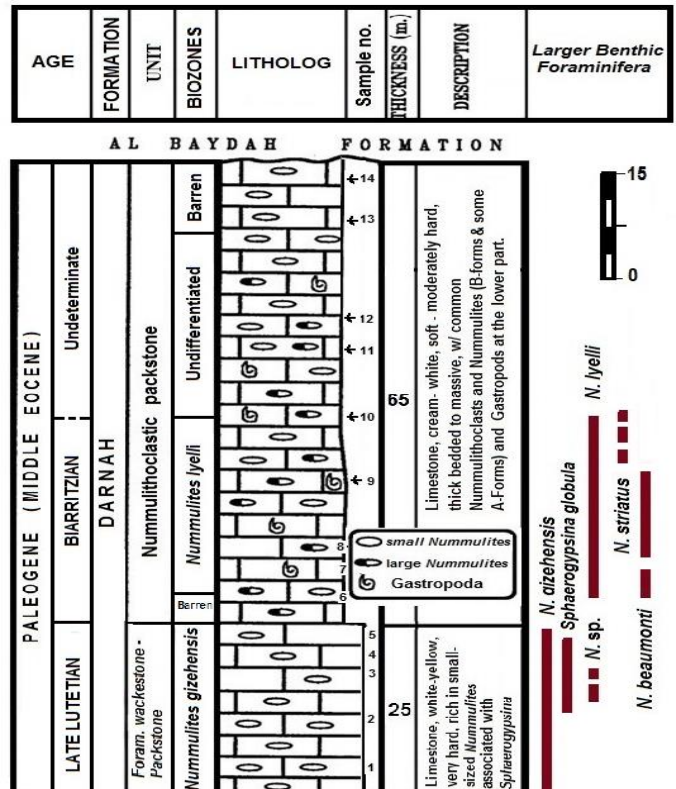 AGE
FORMATION
UNIT
BIOZONES
LITHOLOG
Sample no.
THICKNESS (m.)
DESCRIPTION
Larger Benthic
Foraminifera
AL BAYDAH FORMATION
PALEOGENE (MIDDLE EOCENE)
Undeterminate
BIARRITZIAN
LATE LUTETIAN
DARNAH
Nummulithoclastic packstone
Foram. wackestone -
Packstone
Barren
Undifferentiated
Nummulites lyelli
Barren
Nummulites gizehensis
14
13
12
11
10
9
8
7
6
5
4
3
2
1
65
25
Limestone, cream- white, soft - moderately hard,
thick bedded to massive, w/ common
Nummulithoclasts and Nummulites (B-forms & some
A-Forms) and Gastropods at the lower part.
small Nummulites
large Nummulites
Gastropoda
Limestone, white-yellow,
very hard, rich in small-
sized Nummulites
associated with
Sphaerogypsina
15
0
N. gizehensis
Sphaerogypsina globula
N. sp.
N. lyelli
N. striatus
N. beaumonti